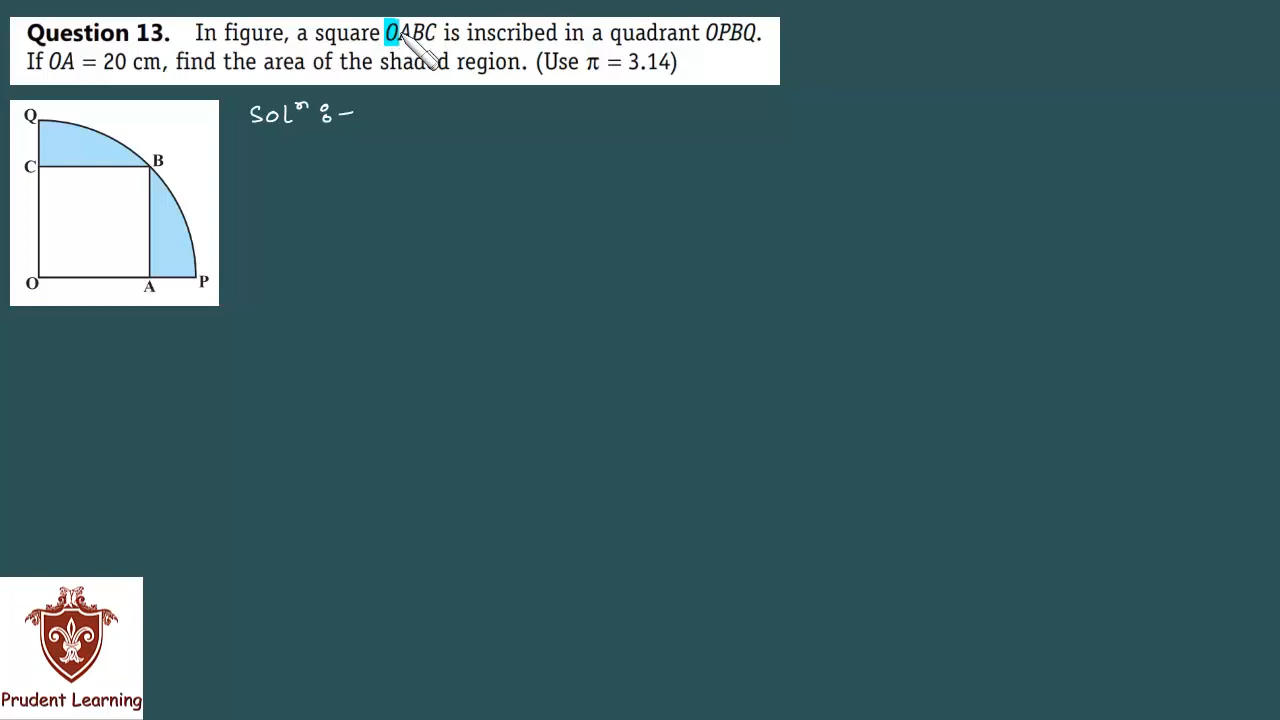 Question 13. In figure, a square OABC is inscribed in a quadrant OPBQ.
If OA = 20 cm, find the area of the shaded region. (Use π = 3.14)
Solⁿ :-
Q
C
B
O
A
P
Prudent Learning